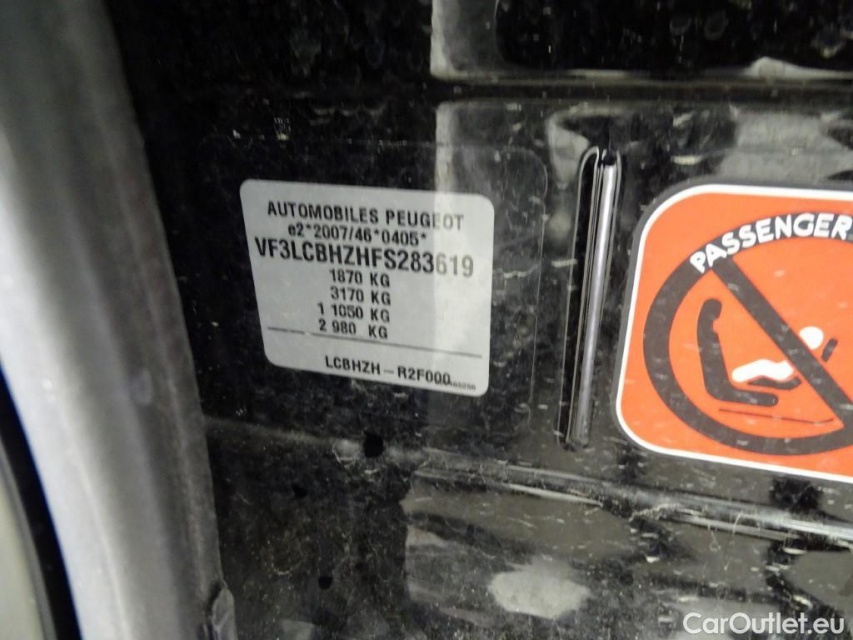 AUTOMOBILES PEUGEOT
e2*2007/46*0405*
VF3LCBHZHFS283619
1870 KG
3170 KG
1 1050 KG
2 980 KG
LCBHZH-R2F000
PASSENGER
CarOutlet.eu